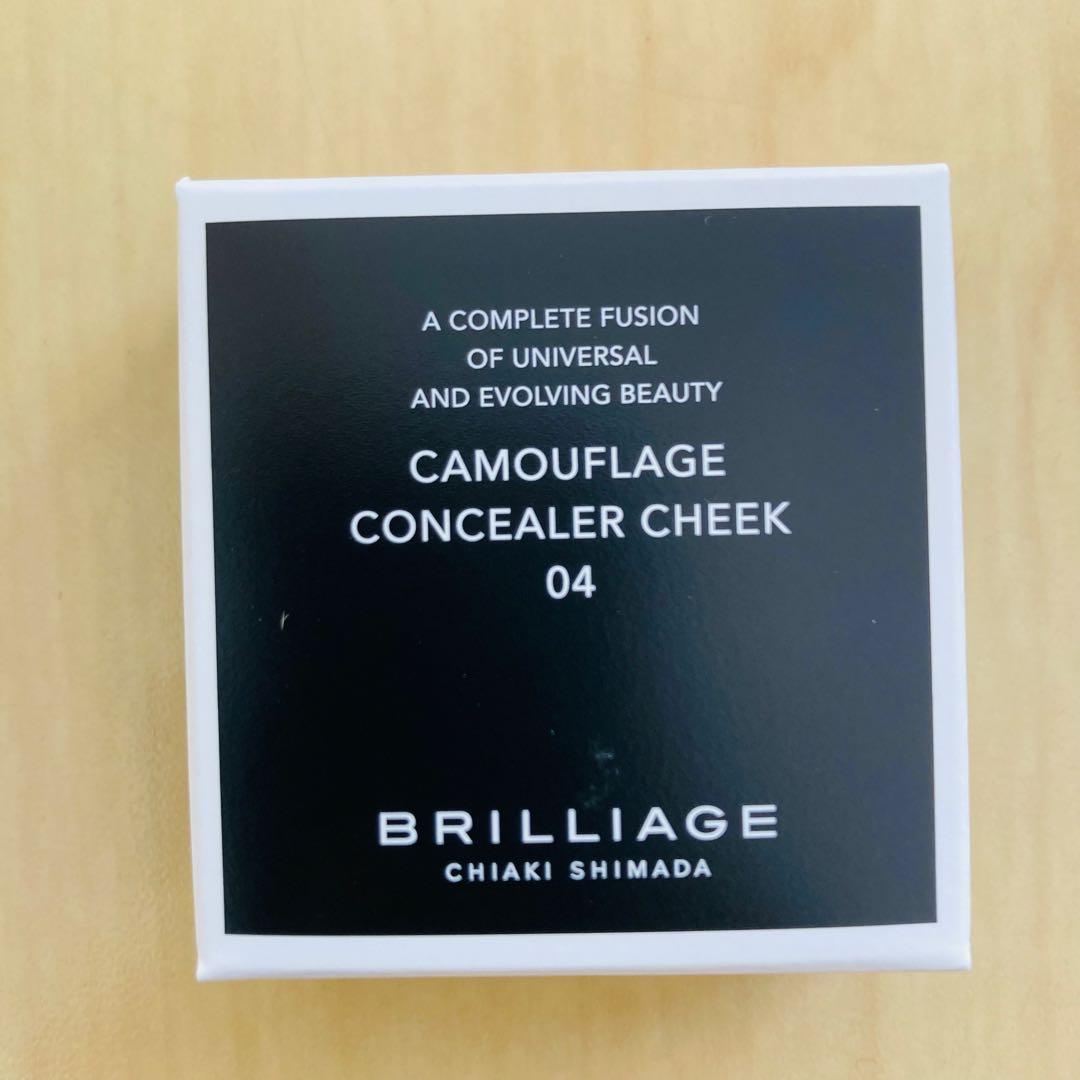 A COMPLETE FUSION
OF UNIVERSAL
AND EVOLVING BEAUTY
CAMOUFLAGE
CONCEALER CHEEK
04
BRILLIAGE
CHIAKI SHIMADA